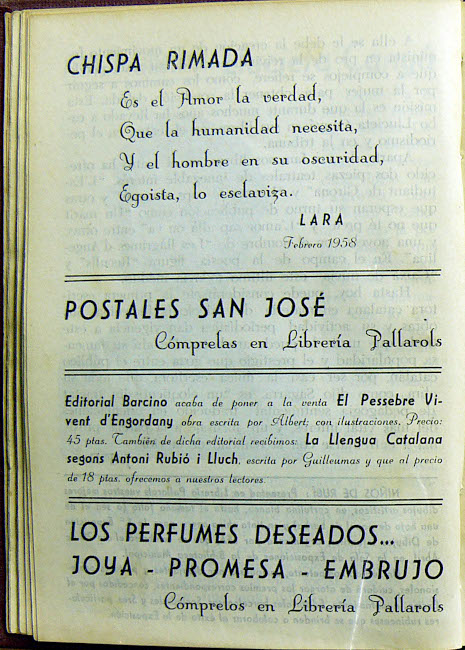 CHISPA RIMADA
Es el Amor la verdad,
Que la humanidad necesita,
Y el hombre en su oscuridad,
Egoista, lo esclaviza.
LARA
Febrero 1958
POSTALES SAN JOSÉ
Cómprelas en Librería Pallarols
Editorial Barcino acaba de poner a la venta El Pessebre Vi-
vent d'Engordany obra escrita por Albert; con ilustraciones. Precio:
45 ptas. También de dicha editorial recibimos: La Llengua Catalana
segons Antoni Rubió i Lluch, escrita por Guilleumas y que al precio
de 18 ptas. ofrecemos a nuestros lectores.
LOS PERFUMES DESEADOS...
JOYA - PROMESA - EMBRUJO
Cómprelos en Librería Pallarols